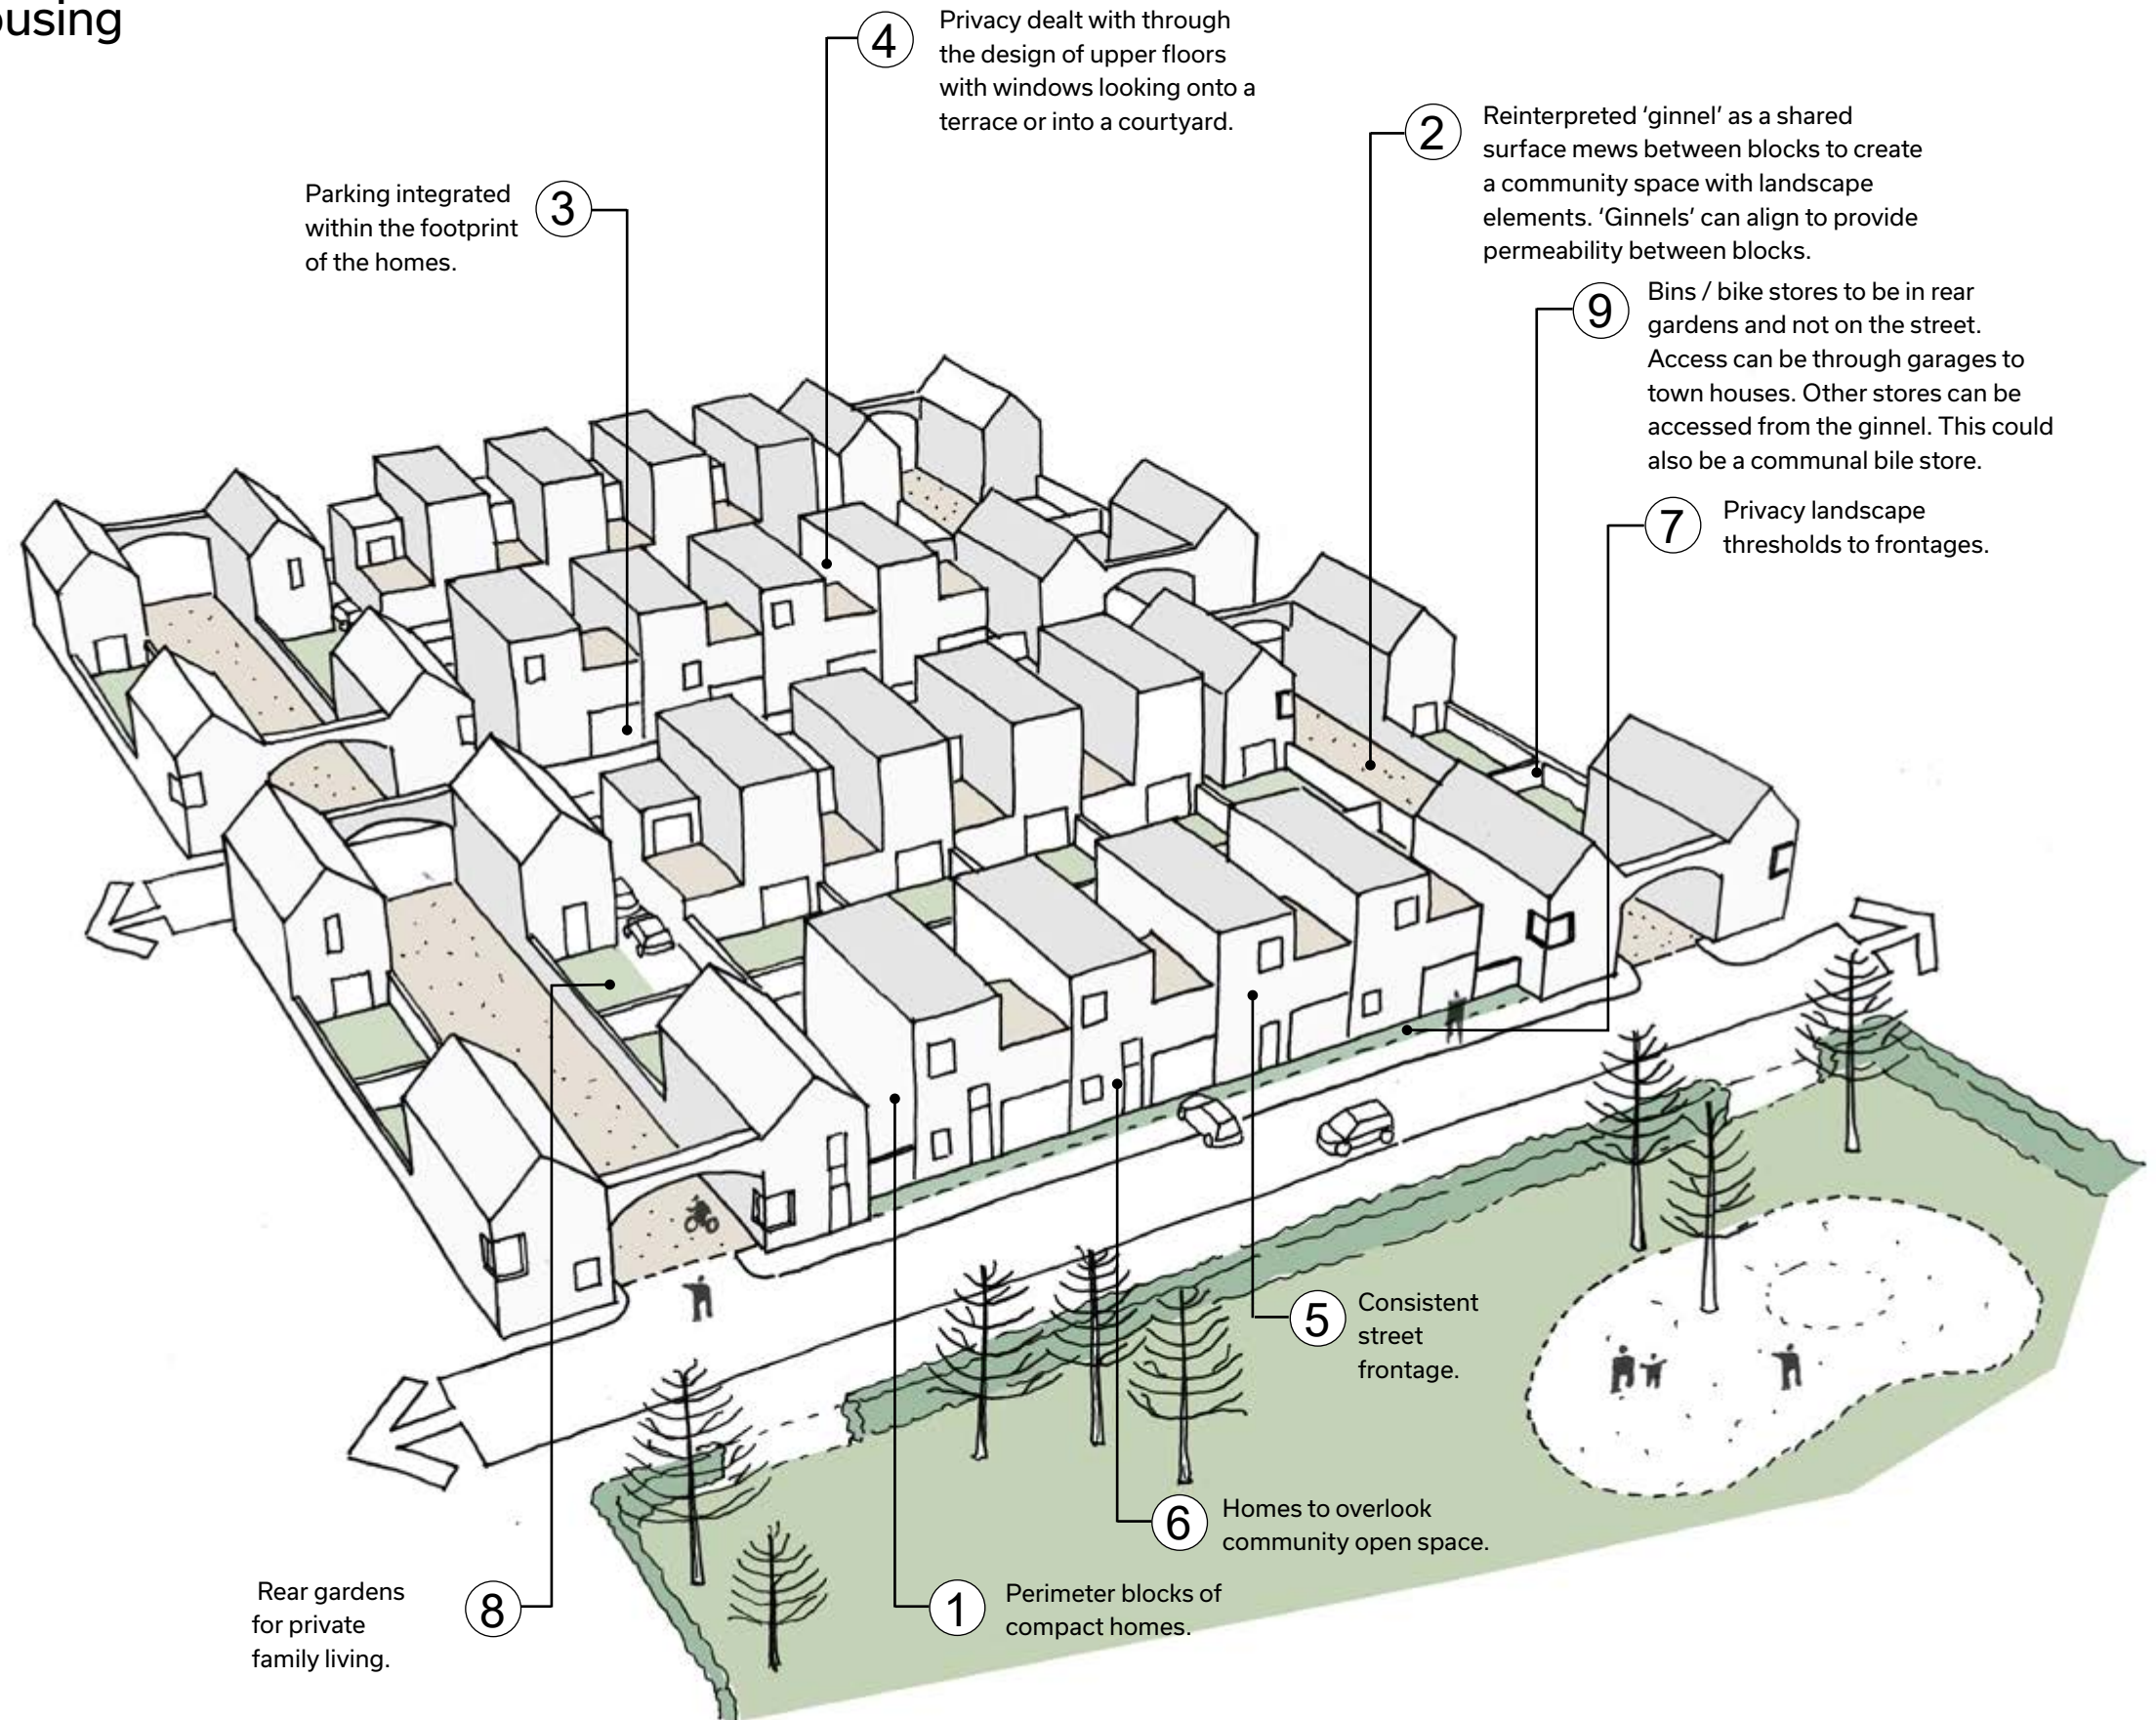 ousing
4
Privacy dealt with through
the design of upper floors
with windows looking onto a
terrace or into a courtyard.
2
Reinterpreted ‘ginnel’ as a shared
surface mews between blocks to create
a community space with landscape
elements. ‘Ginnels’ can align to provide
permeability between blocks.
Parking integrated
within the footprint
of the homes.
3
9
Bins / bike stores to be in rear
gardens and not on the street.
Access can be through garages to
town houses. Other stores can be
accessed from the ginnel. This could
also be a communal bile store.
7
Privacy landscape
thresholds to frontages.
5
Consistent
street
frontage.
6
Homes to overlook
community open space.
Rear gardens
for private
family living.
8
1
Perimeter blocks of
compact homes.